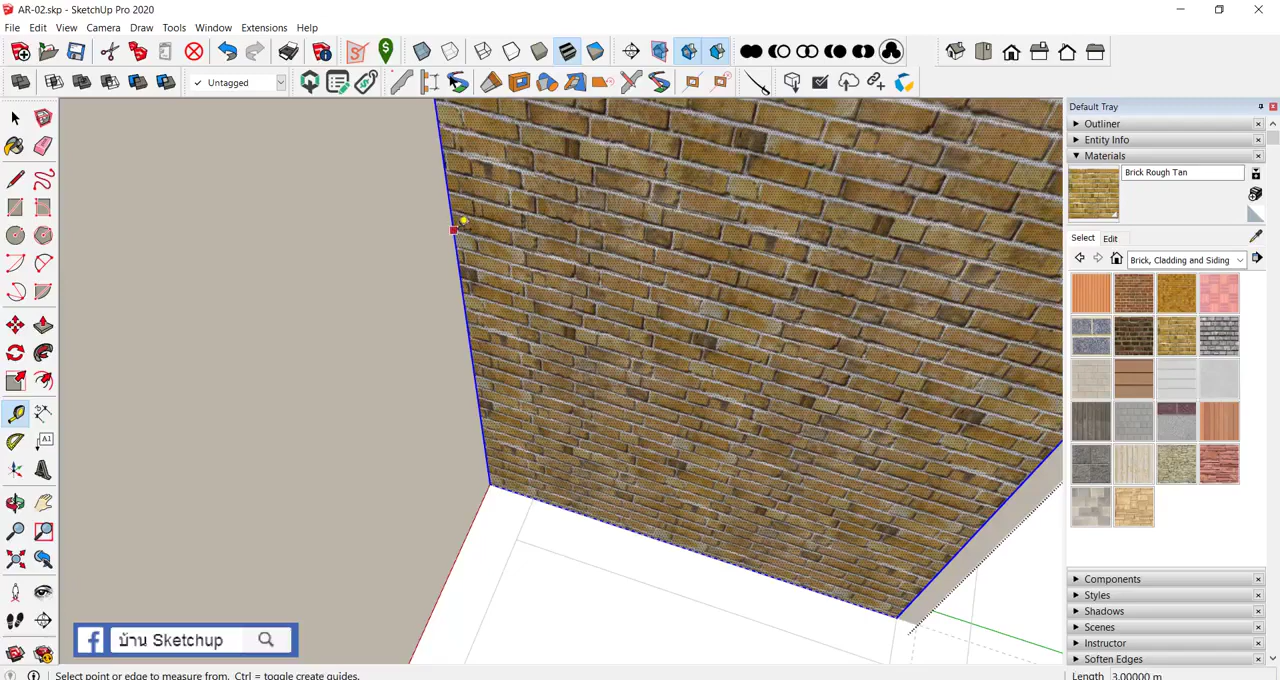 AR-02.skp - SketchUp Pro 2020
File Edit View Camera Draw Tools Window Extensions Help
Untagged
Default Tray
Outliner
Entity Info
Materials
Brick Rough Tan
Select Edit
Brick, Cladding and Siding
A1
Components
Styles
Shadows
Scenes
Instructor
Soften Edges
บ้าน Sketchup
Select point or edge to measure from. Ctrl = toggle create guides.
Length 3.00000 m